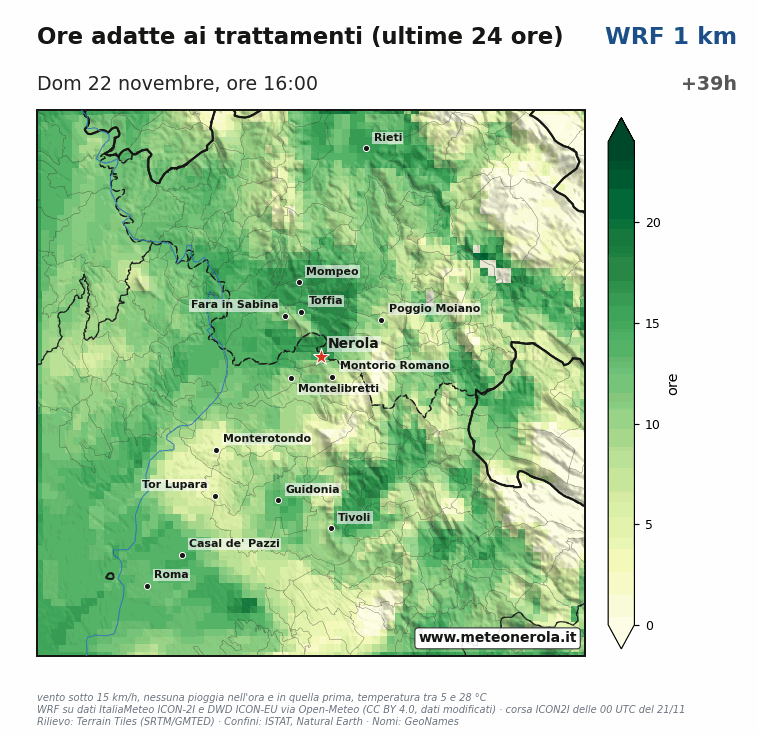 Ore adatte ai trattamenti (ultime 24 ore) WRF 1 km
Dom 22 novembre, ore 16:00 +39h
Rieti
Mompeo
Toffia
Fara in Sabina
Poggio Moiano
Nerola
Montorio Romano
Montelibretti
Monterotondo
Tor Lupara
Guidonia
Tivoli
Casal de' Pazzi
Roma
www.meteonerola.it
20
15
10
5
0
ore
vento sotto 15 km/h, nessuna pioggia nell'ora e in quella prima, temperatura tra 5 e 28 °C
WRF su dati ItaliaMeteo ICON-2I e DWD ICON-EU via Open-Meteo (CC BY 4.0, dati modificati) · corsa ICON2I delle 00 UTC del 21/11
Rilievo: Terrain Tiles (SRTM/GMTED) · Confini: ISTAT, Natural Earth · Nomi: GeoNames